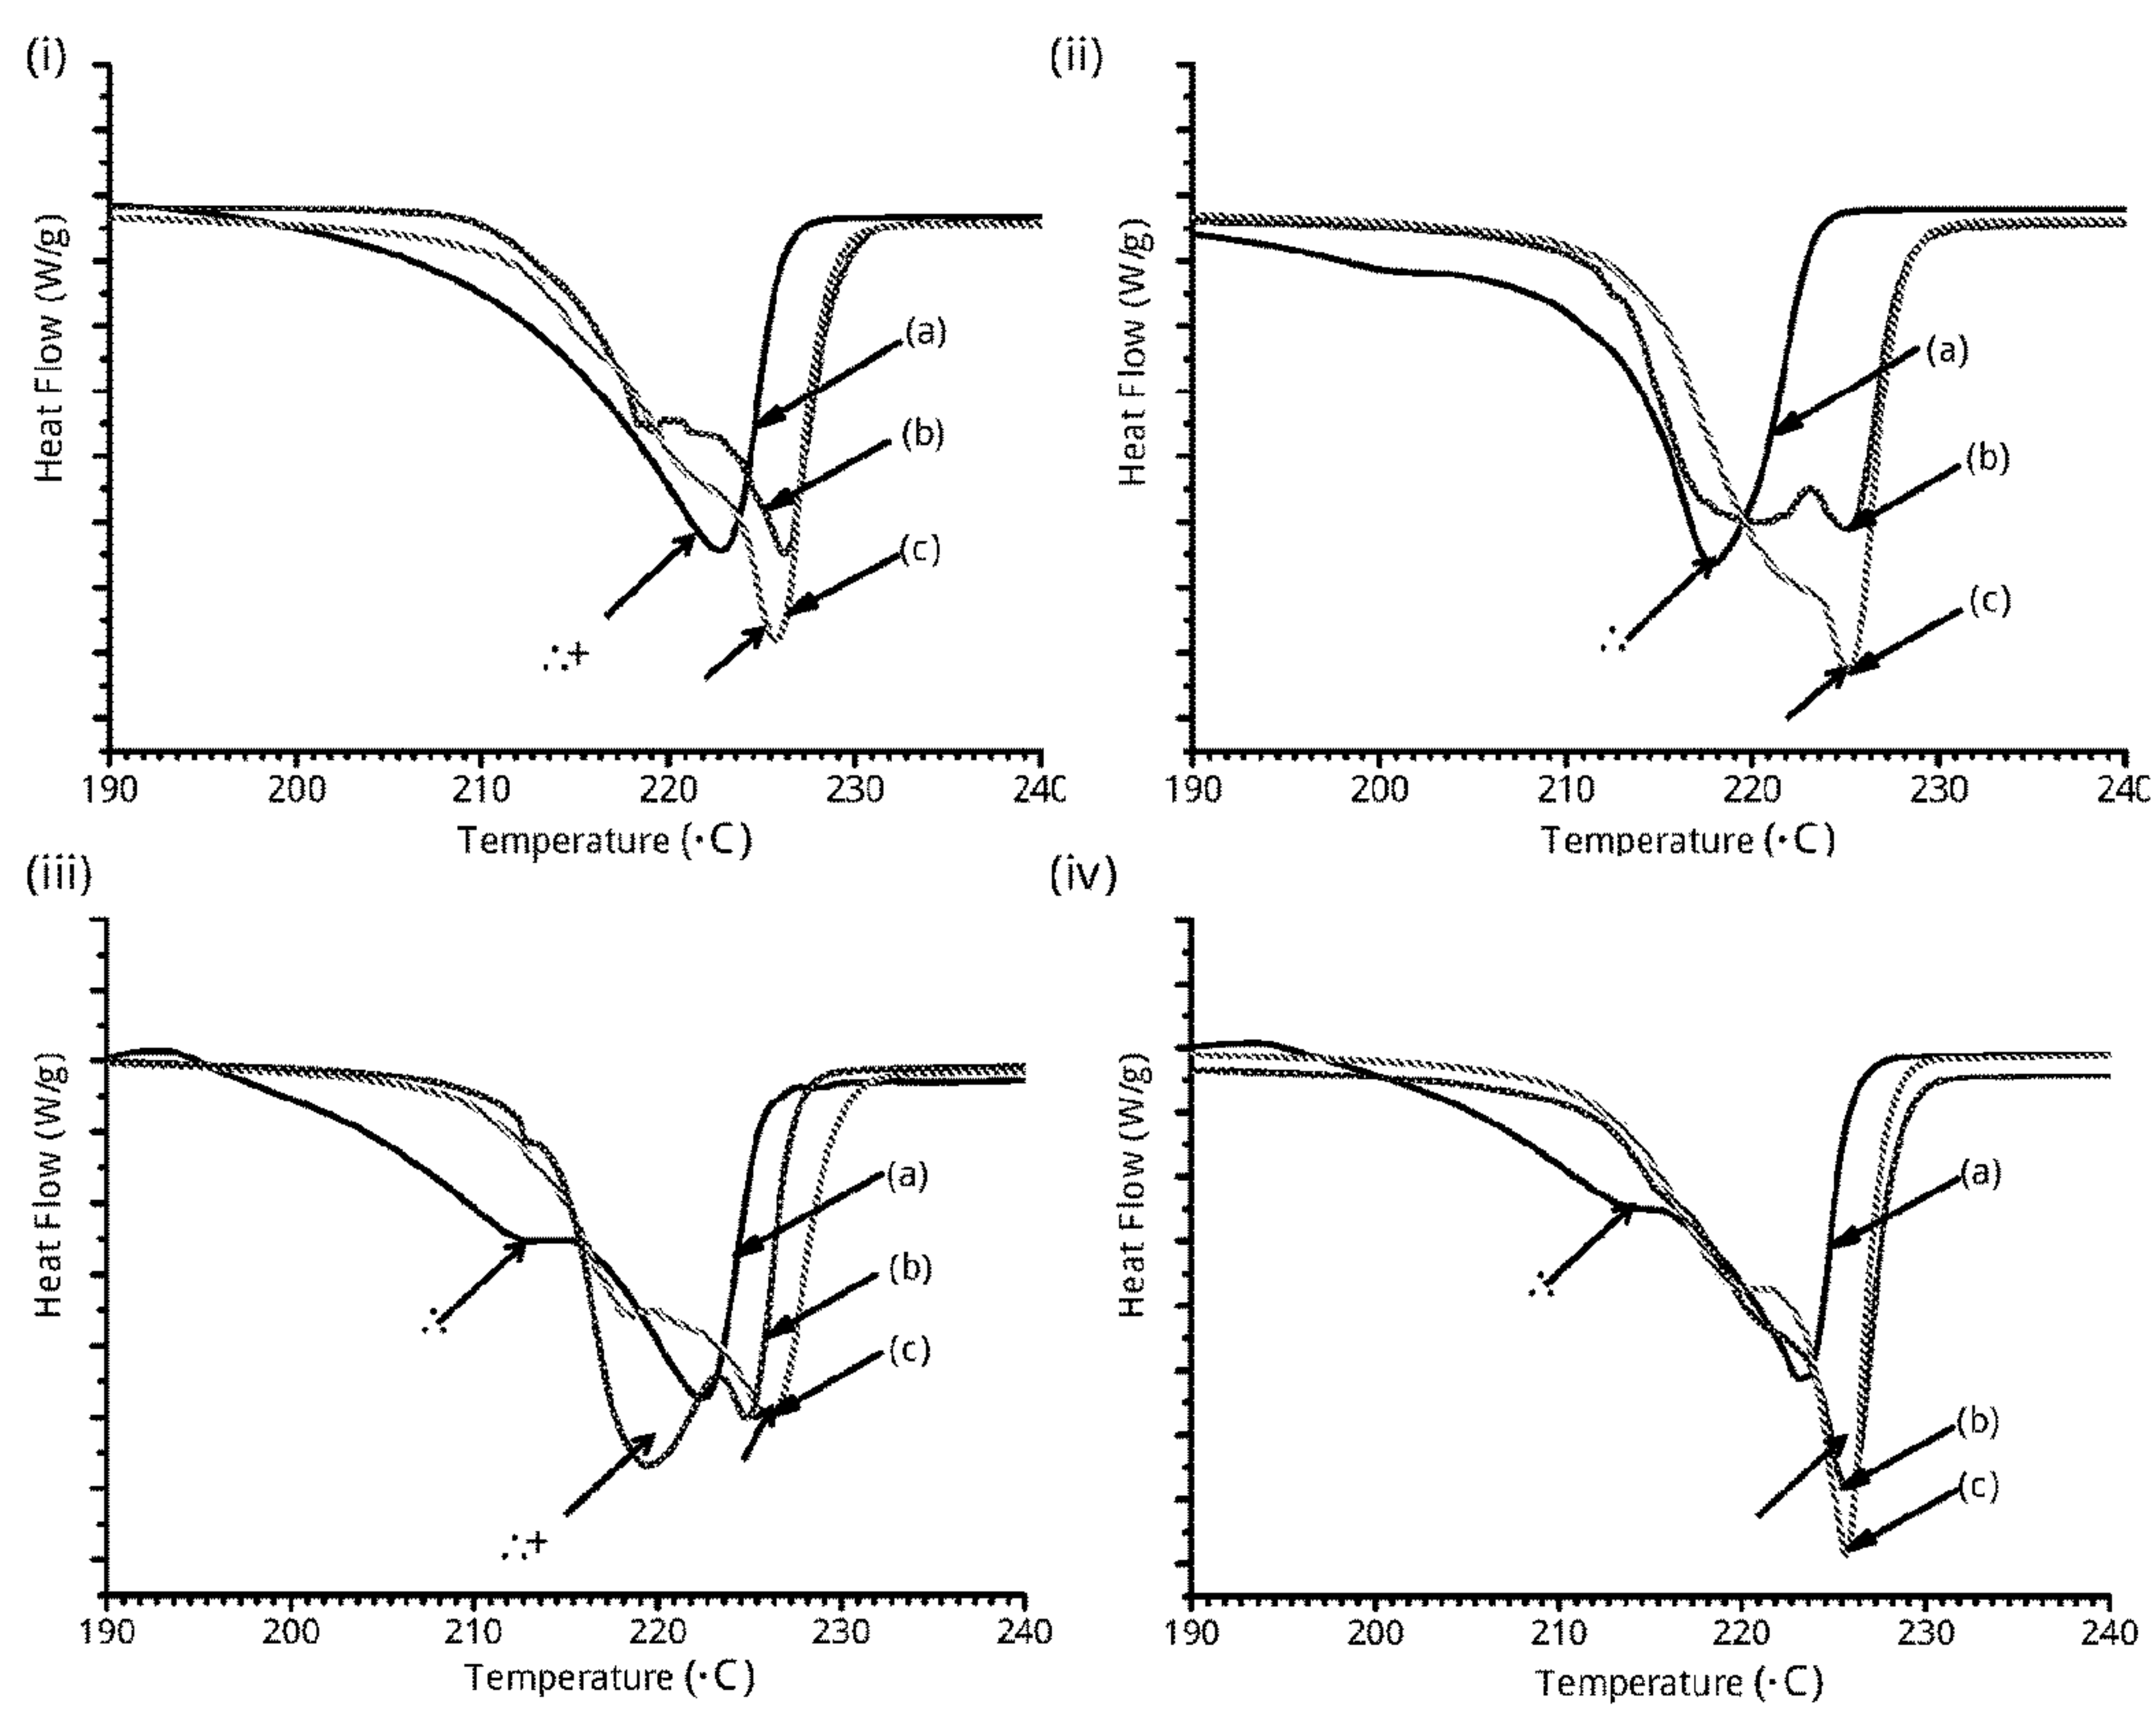 (i)
Heat Flow (W/g)
(a)
(b)
(c)
∴+
190 200 210 220 230 240
Temperature (·C)
(ii)
Heat Flow (W/g)
(a)
(b)
(c)
∴
190 200 210 220 230 240
Temperature (·C)
(iii)
Heat Flow (W/g)
(a)
(b)
(c)
∴
∴+
190 200 210 220 230 240
Temperature (·C)
(iv)
Heat Flow (W/g)
(a)
(b)
(c)
∴
190 200 210 220 230 240
Temperature (·C)